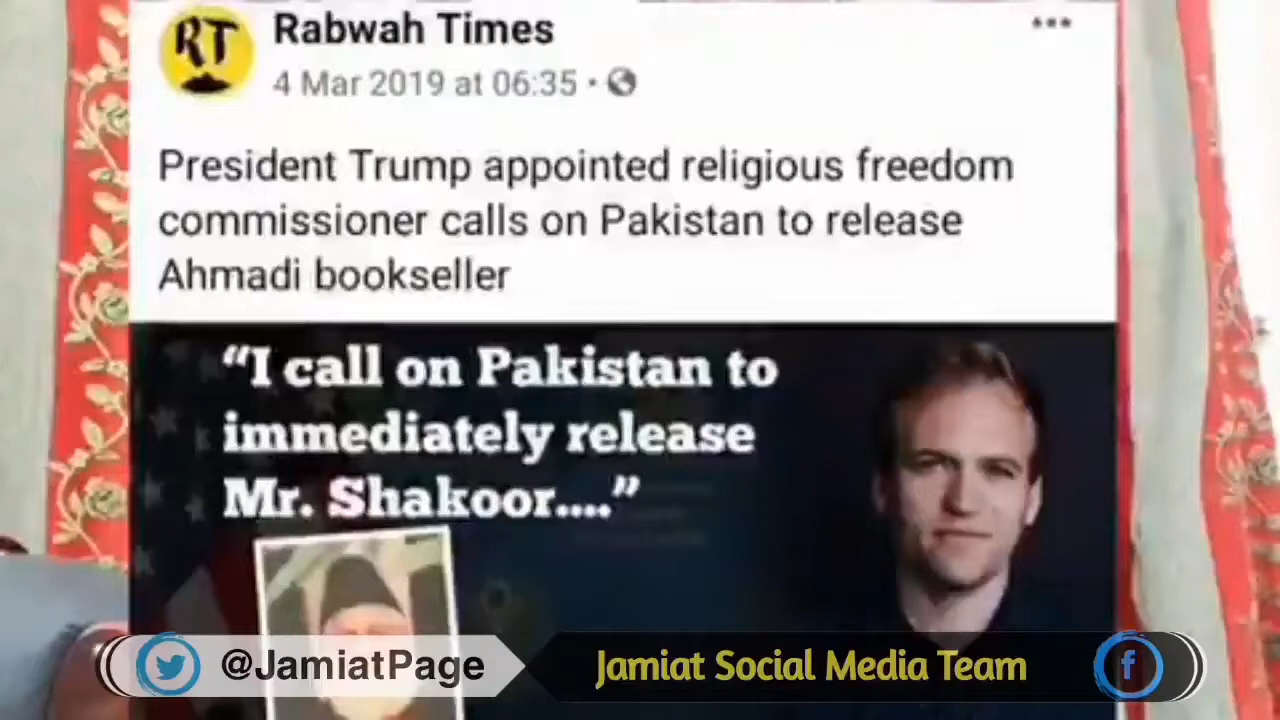 RT
Rabwah Times
4 Mar 2019 at 06:35 ·
President Trump appointed religious freedom
commissioner calls on Pakistan to release
Ahmadi bookseller
“I call on Pakistan to
immediately release
Mr. Shakoor....”
@JamiatPage
Jamiat Social Media Team
f